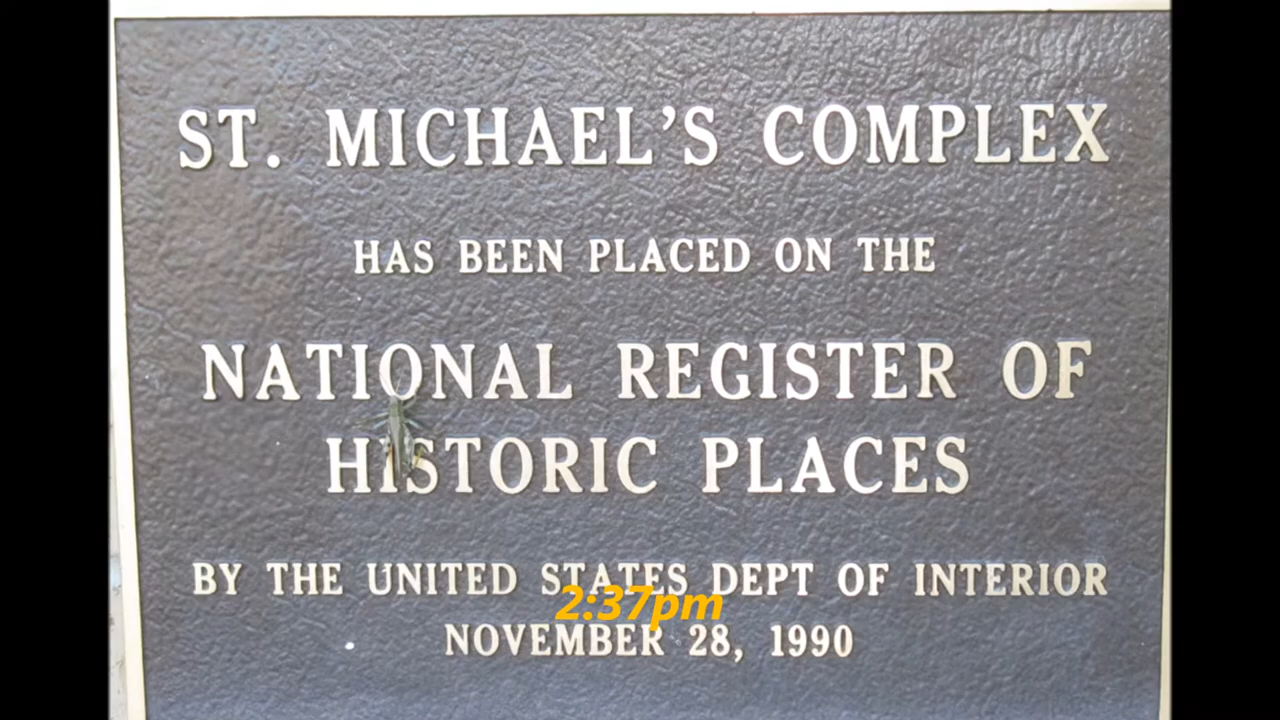 ST. MICHAEL'S COMPLEX
HAS BEEN PLACED ON THE
NATIONAL REGISTER OF
HISTORIC PLACES
BY THE UNITED STATES DEPT OF INTERIOR
2:37pm
NOVEMBER 28, 1990